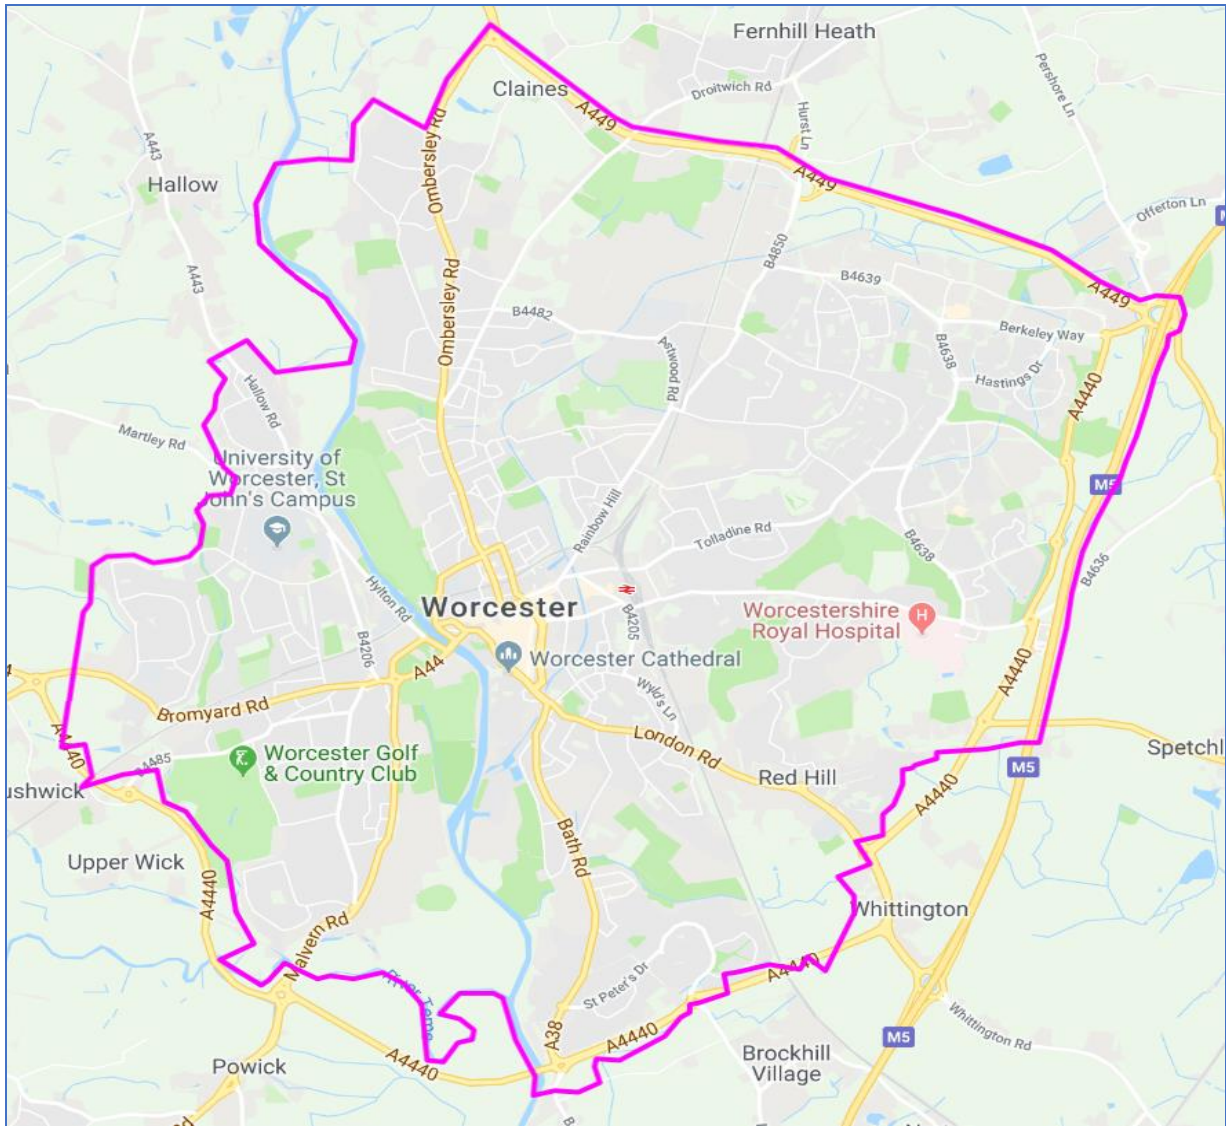 Fernhill Heath
Claines
Droitwich Rd
Pershore Ln
A449
Hurst Ln
A443
Ombersley Rd
Hallow
A449
Offerton Ln
M
A443
B4850
B4639
A449
Ombersley Rd
B4482
Berkeley Way
Astwood Rd
B4638
Hastings Dr
A4440
Hallow Rd
Martley Rd
University of
Worcester, St
John's Campus
M5
Rainbow Hill
Tolladine Rd
B4638
B4636
Hylton Rd
Worcester
B4205
Worcestershire
Royal Hospital
H
B4206
A44
Worcester Cathedral
A4440
4
Wyld's Ln
Bromyard Rd
A4440
London Rd
B4485
Worcester Golf
& Country Club
Spetchl
M5
Red Hill
ushwick
A4440
Bath Rd
Upper Wick
A4440
Whittington
Malvern Rd
River Teme
A4440
St Peter's Dr
Whittington Rd
A38
A4440
M5
A4440
Powick
Brockhill
Village
Rd